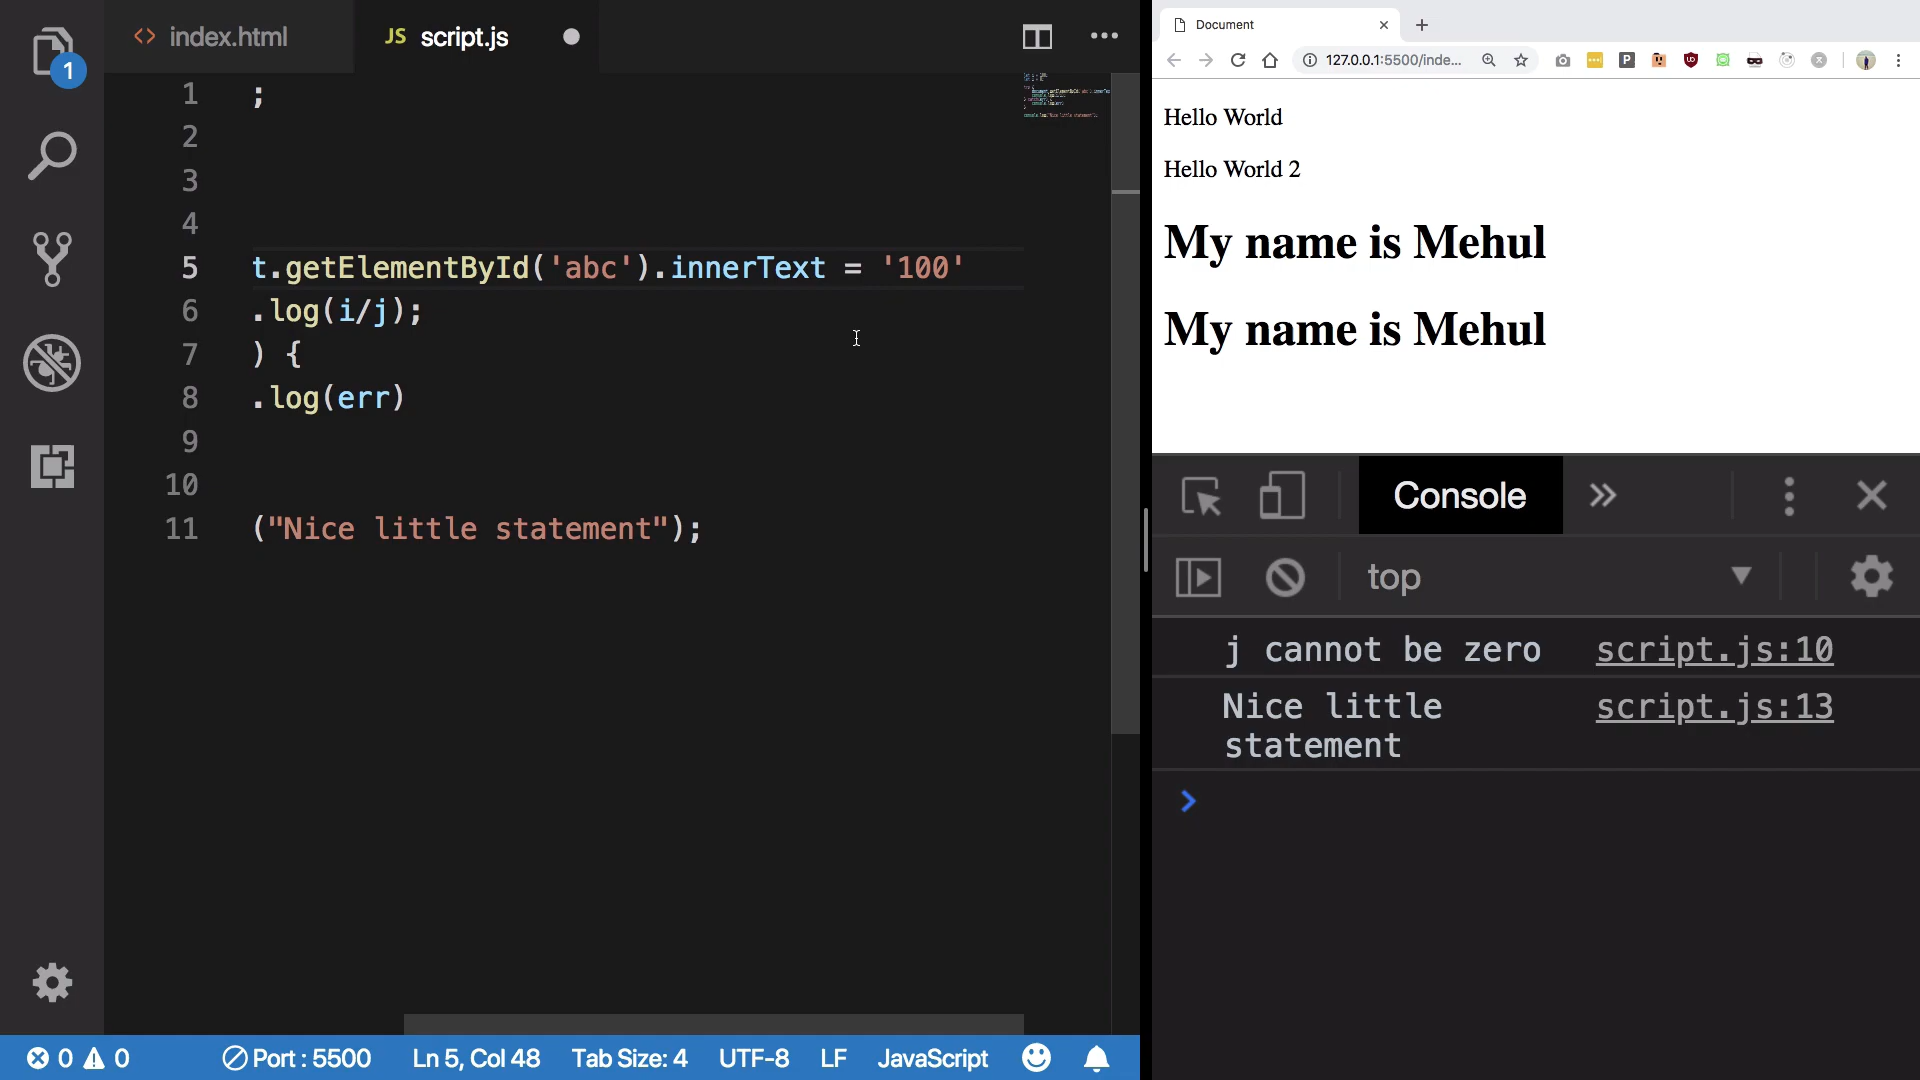 1
index.html
JS script.js
1 ;
2
3
4
5 t.getElementById('abc').innerText = '100'
6 .log(i/j);
7 ) {
8 .log(err)
9
10
11 ("Nice little statement");
0 0
Port : 5500
Ln 5, Col 48
Tab Size: 4
UTF-8
LF
JavaScript
Document
127.0.0.1:5500/inde...
Hello World
Hello World 2
My name is Mehul
My name is Mehul
Console
top
j cannot be zero script.js:10
Nice little script.js:13
statement